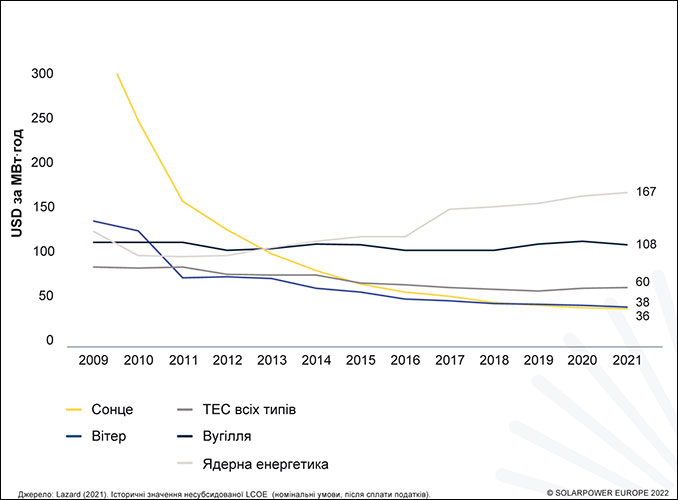 USD за МВт·год
300
250
200
150
100
50
0
167
108
60
38
36
2009 2010 2011 2012 2013 2014 2015 2016 2017 2018 2019 2020 2021
Сонце
ТЕС всіх типів
Вітер
Вугілля
Ядерна енергетика
Джерело: Lazard (2021). Історичні значення несубсидованої LCOE (номінальні умови, після сплати податків).
© SOLARPOWER EUROPE 2022